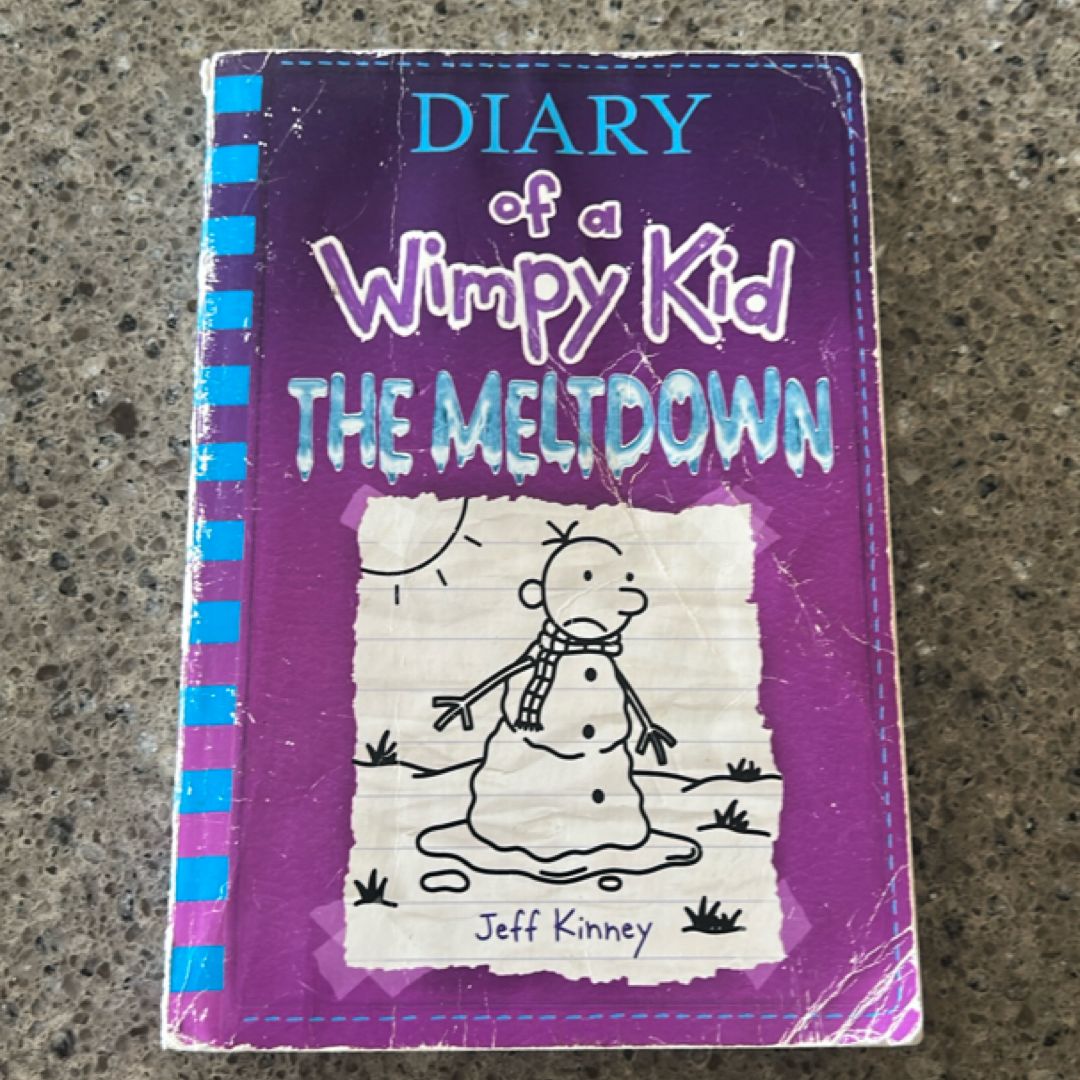 DIARY
of a
Wimpy Kid
THE MELTDOWN
Jeff Kinney